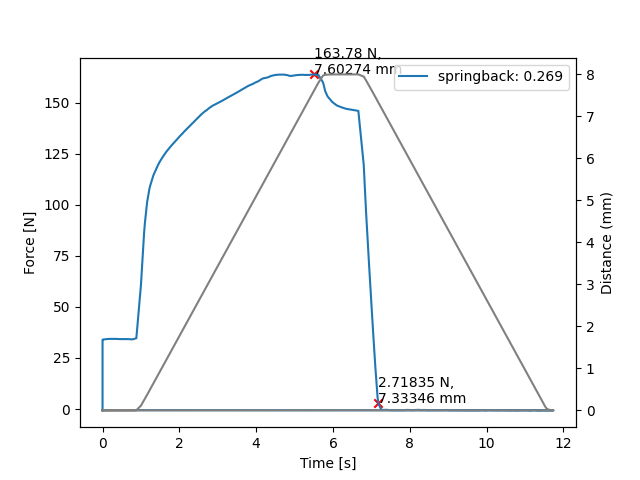 163.78 N,
7.60274 mm
springback: 0.269
2.71835 N,
7.33346 mm
Force [N]
0
25
50
75
100
125
150
Distance (mm)
0
1
2
3
4
5
6
7
8
0
2
4
6
8
10
12
Time [s]